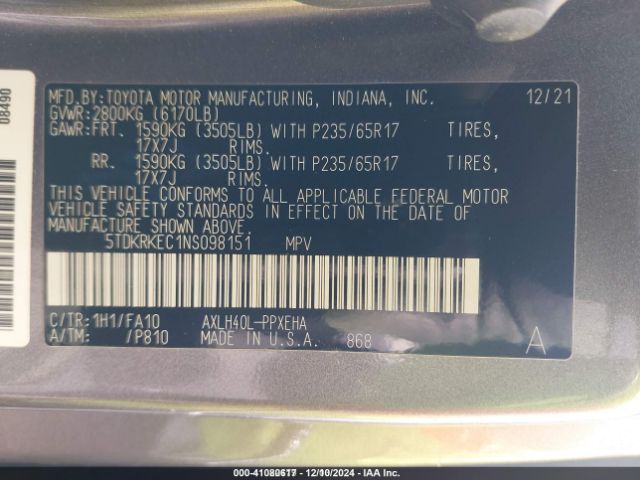 MFD.BY:TOYOTA MOTOR MANUFACTURING, INDIANA, INC. 12/21
GVWR:2800KG (6170LB)
GAWR:FRT. 1590KG (3505LB) WITH P235/65R17 TIRES,
17X7J RIMS.
RR. 1590KG (3505LB) WITH P235/65R17 TIRES,
17X7J RIMS.
THIS VEHICLE CONFORMS TO ALL APPLICABLE FEDERAL MOTOR
VEHICLE SAFETY STANDARDS IN EFFECT ON THE DATE OF
MANUFACTURE SHOWN ABOVE.
5TDKRKEC1NS098151 MPV
C/TR:1H1/FA10 AXLH40L-PPXEHA
A/TM: /P810 MADE IN U.S.A. 868 A
08490
000-41080617 - 12/10/2024 - IAA Inc.